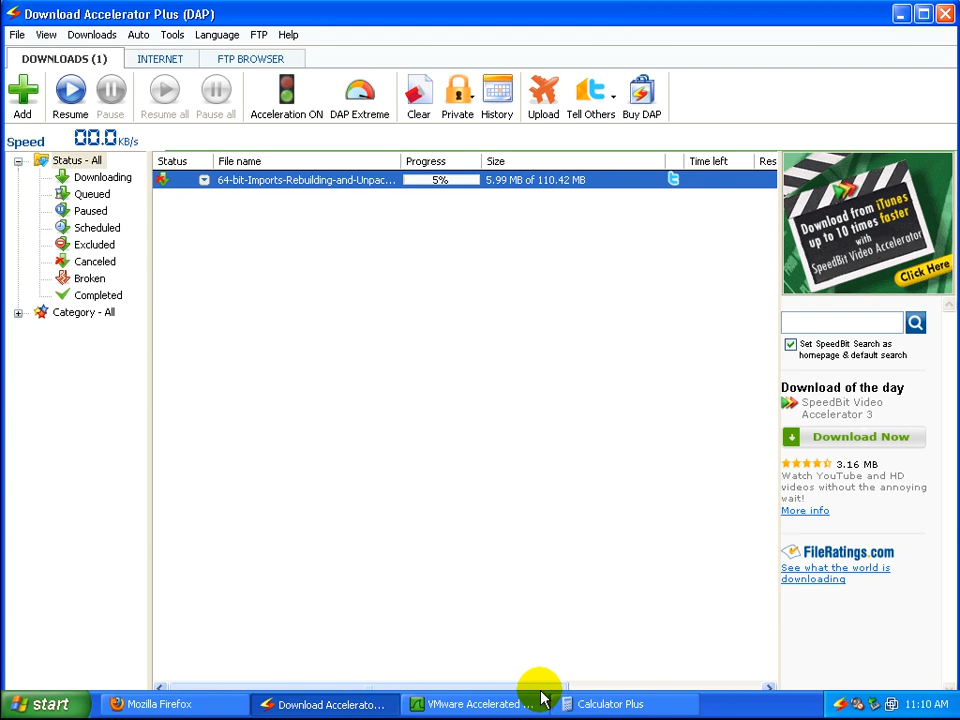 Download Accelerator Plus (DAP)
File View Downloads Auto Tools Language FTP Help
DOWNLOADS (1) INTERNET FTP BROWSER
Add Resume Pause Resume all Pause all Acceleration ON DAP Extreme Clear Private History Upload Tell Others Buy DAP
Speed 00.0 KB/s
Status File name Progress Size Time left Res
64-bit-Imports-Rebuilding-and-Unpac... 5% 5.99 MB of 110.42 MB
Status - All
Downloading
Queued
Paused
Scheduled
Excluded
Canceled
Broken
Completed
Category - All
Download from iTunes
up to 10 times faster
with
SpeedBit Video Accelerator
Click Here
Set SpeedBit Search as
homepage & default search
Download of the day
SpeedBit Video
Accelerator 3
Download Now
3.16 MB
Watch YouTube and HD
videos without the annoying
wait!
More info
FileRatings.com
See what the world is
downloading
start Mozilla Firefox Download Accelerato... VMware Accelerated ... Calculator Plus 11:10 AM